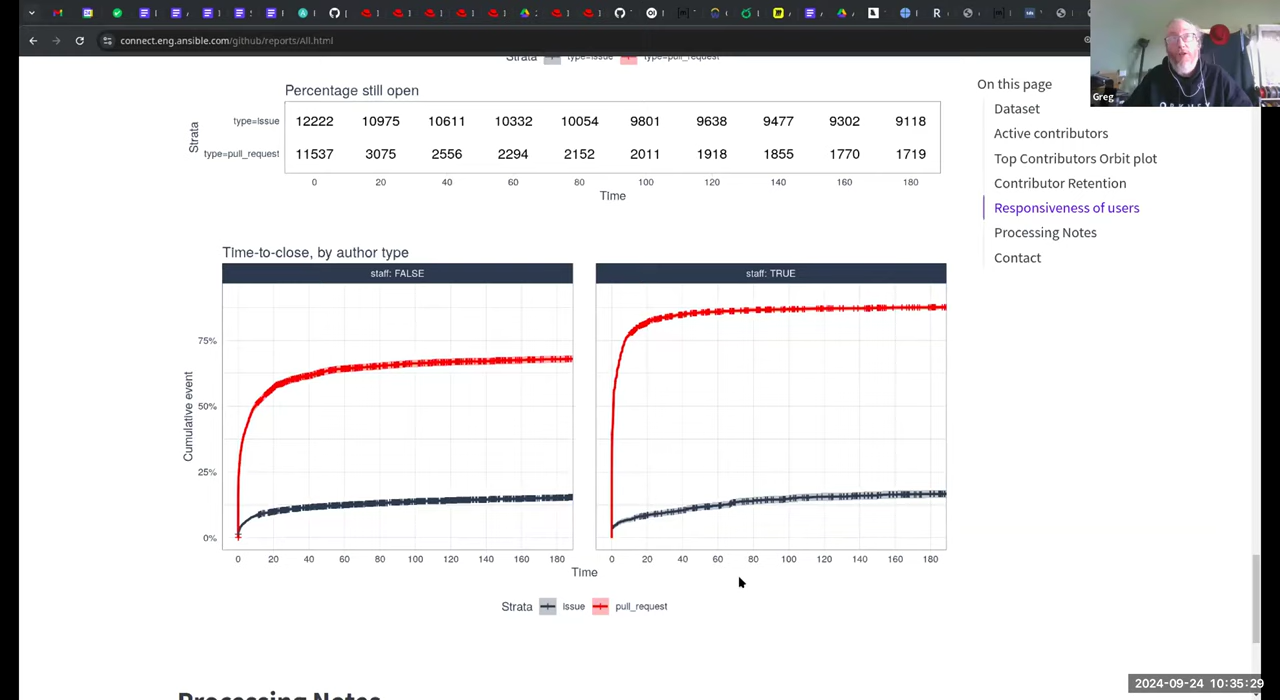 connect.eng.ansible.com/github/reports/All.html
Greg
Strata type=issue type=pull_request
Percentage still open
Strata
type=issue 12222 10975 10611 10332 10054 9801 9638 9477 9302 9118
type=pull_request 11537 3075 2556 2294 2152 2011 1918 1855 1770 1719
0 20 40 60 80 100 120 140 160 180
Time
On this page
Dataset
Active contributors
Top Contributors Orbit plot
Contributor Retention
Responsiveness of users
Processing Notes
Contact
Time-to-close, by author type
staff: FALSE staff: TRUE
Cumulative event
75%
50%
25%
0%
0 20 40 60 80 100 120 140 160 180 0 20 40 60 80 100 120 140 160 180
Time
Strata issue pull_request
Processing Notes
2024-09-24 10:35:29